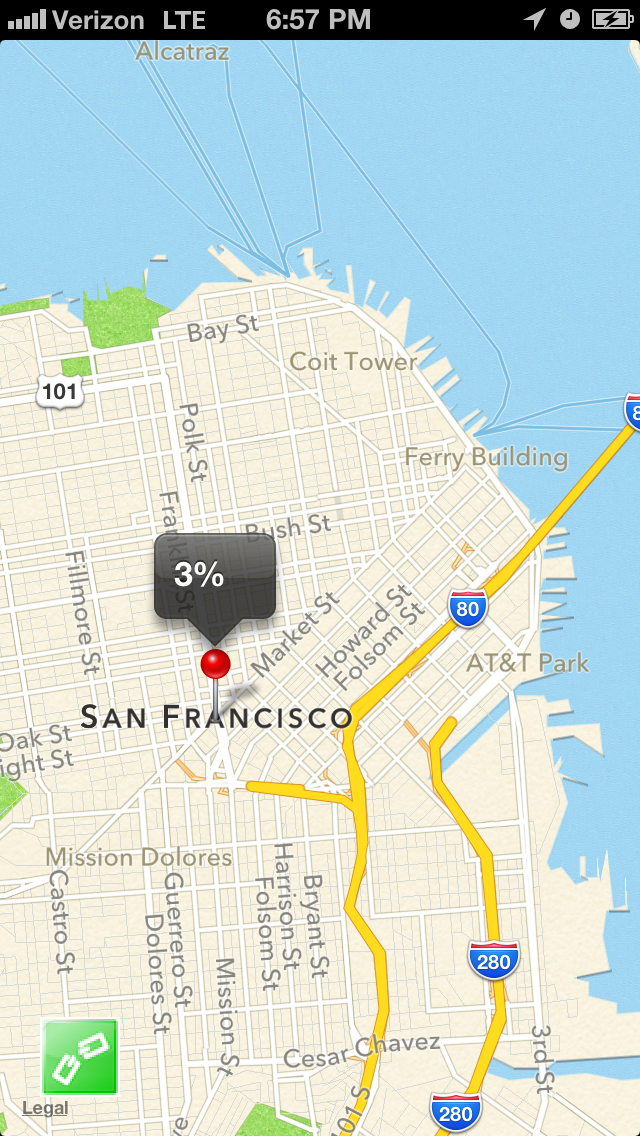 Verizon LTE 6:57 PM
Alcatraz
Bay St
Coit Tower
101
Polk St
Ferry Building
Frankl St
Bush St
3%
Fillmore St
80
Market St
Howard St
Folsom St
AT&T Park
SAN FRANCISCO
Oak St
ight St
Mission Dolores
Castro St
Guerrero St
Dolores St
Mission St
Folsom St
Harrison St
Bryant St
280
Cesar Chavez
3rd St
Legal
101 S
280